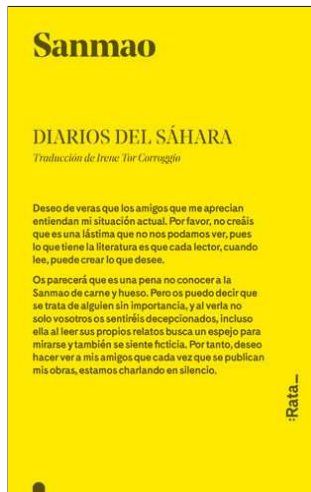 Sanmao
DIARIOS DEL SÁHARA
Traducción de Irene Tor Carroggio
Deseo de veras que los amigos que me aprecian
entiendan mi situación actual. Por favor, no creáis
que es una lástima que no nos podamos ver, pues
lo que tiene la literatura es que cada lector, cuando
lee, puede crear lo que desee.
Os parecerá que es una pena no conocer a la
Sanmao de carne y hueso. Pero os puedo decir que
se trata de alguien sin importancia, y al verla no
solo vosotros os sentiréis decepcionados, incluso
ella al leer sus propios relatos busca un espejo para
mirarse y también se siente ficticia. Por tanto, deseo
hacer ver a mis amigos que cada vez que se publican
mis obras, estamos charlando en silencio.
:Rata_